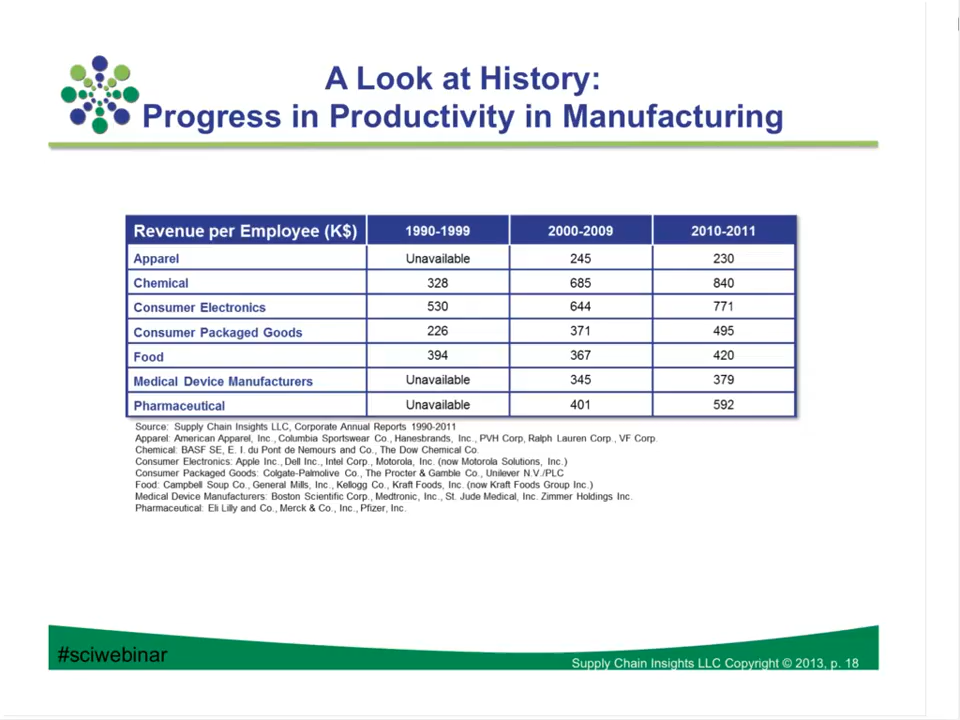 A Look at History:
Progress in Productivity in Manufacturing
Revenue per Employee (K$) 1990-1999 2000-2009 2010-2011
Apparel Unavailable 245 230
Chemical 328 685 840
Consumer Electronics 530 644 771
Consumer Packaged Goods 226 371 495
Food 394 367 420
Medical Device Manufacturers Unavailable 345 379
Pharmaceutical Unavailable 401 592
Source: Supply Chain Insights LLC, Corporate Annual Reports 1990-2011
Apparel: American Apparel, Inc., Columbia Sportswear Co., Hanesbrands, Inc., PVH Corp, Ralph Lauren Corp., VF Corp.
Chemical: BASF SE, E. I. du Pont de Nemours and Co., The Dow Chemical Co.
Consumer Electronics: Apple Inc., Dell Inc., Intel Corp., Motorola, Inc. (now Motorola Solutions, Inc.)
Consumer Packaged Goods: Colgate-Palmolive Co., The Procter & Gamble Co., Unilever N.V./PLC
Food: Campbell Soup Co., General Mills, Inc., Kellogg Co., Kraft Foods, Inc. (now Kraft Foods Group Inc.)
Medical Device Manufacturers: Boston Scientific Corp., Medtronic, Inc., St. Jude Medical, Inc. Zimmer Holdings Inc.
Pharmaceutical: Eli Lilly and Co., Merck & Co., Inc., Pfizer, Inc.
#sciwebinar
Supply Chain Insights LLC Copyright © 2013, p. 18